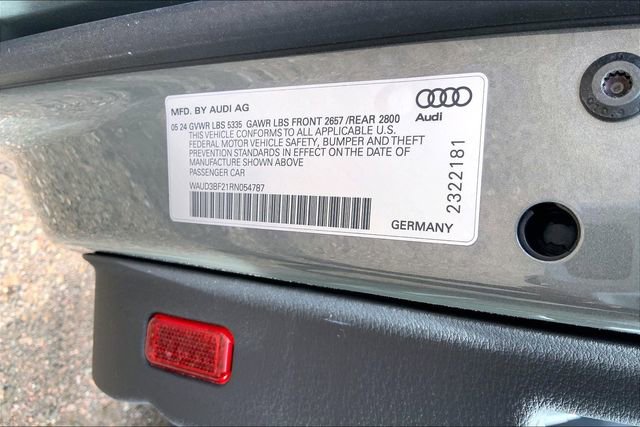 MFD. BY AUDI AG
Audi
05 24 GVWR LBS 5335 GAWR LBS FRONT 2657 /REAR 2800
THIS VEHICLE CONFORMS TO ALL APPLICABLE U.S.
FEDERAL MOTOR VEHICLE SAFETY, BUMPER AND THEFT
PREVENTION STANDARDS IN EFFECT ON THE DATE OF
MANUFACTURE SHOWN ABOVE
PASSENGER CAR
WAUD3BF21RN054787
GERMANY
2322181